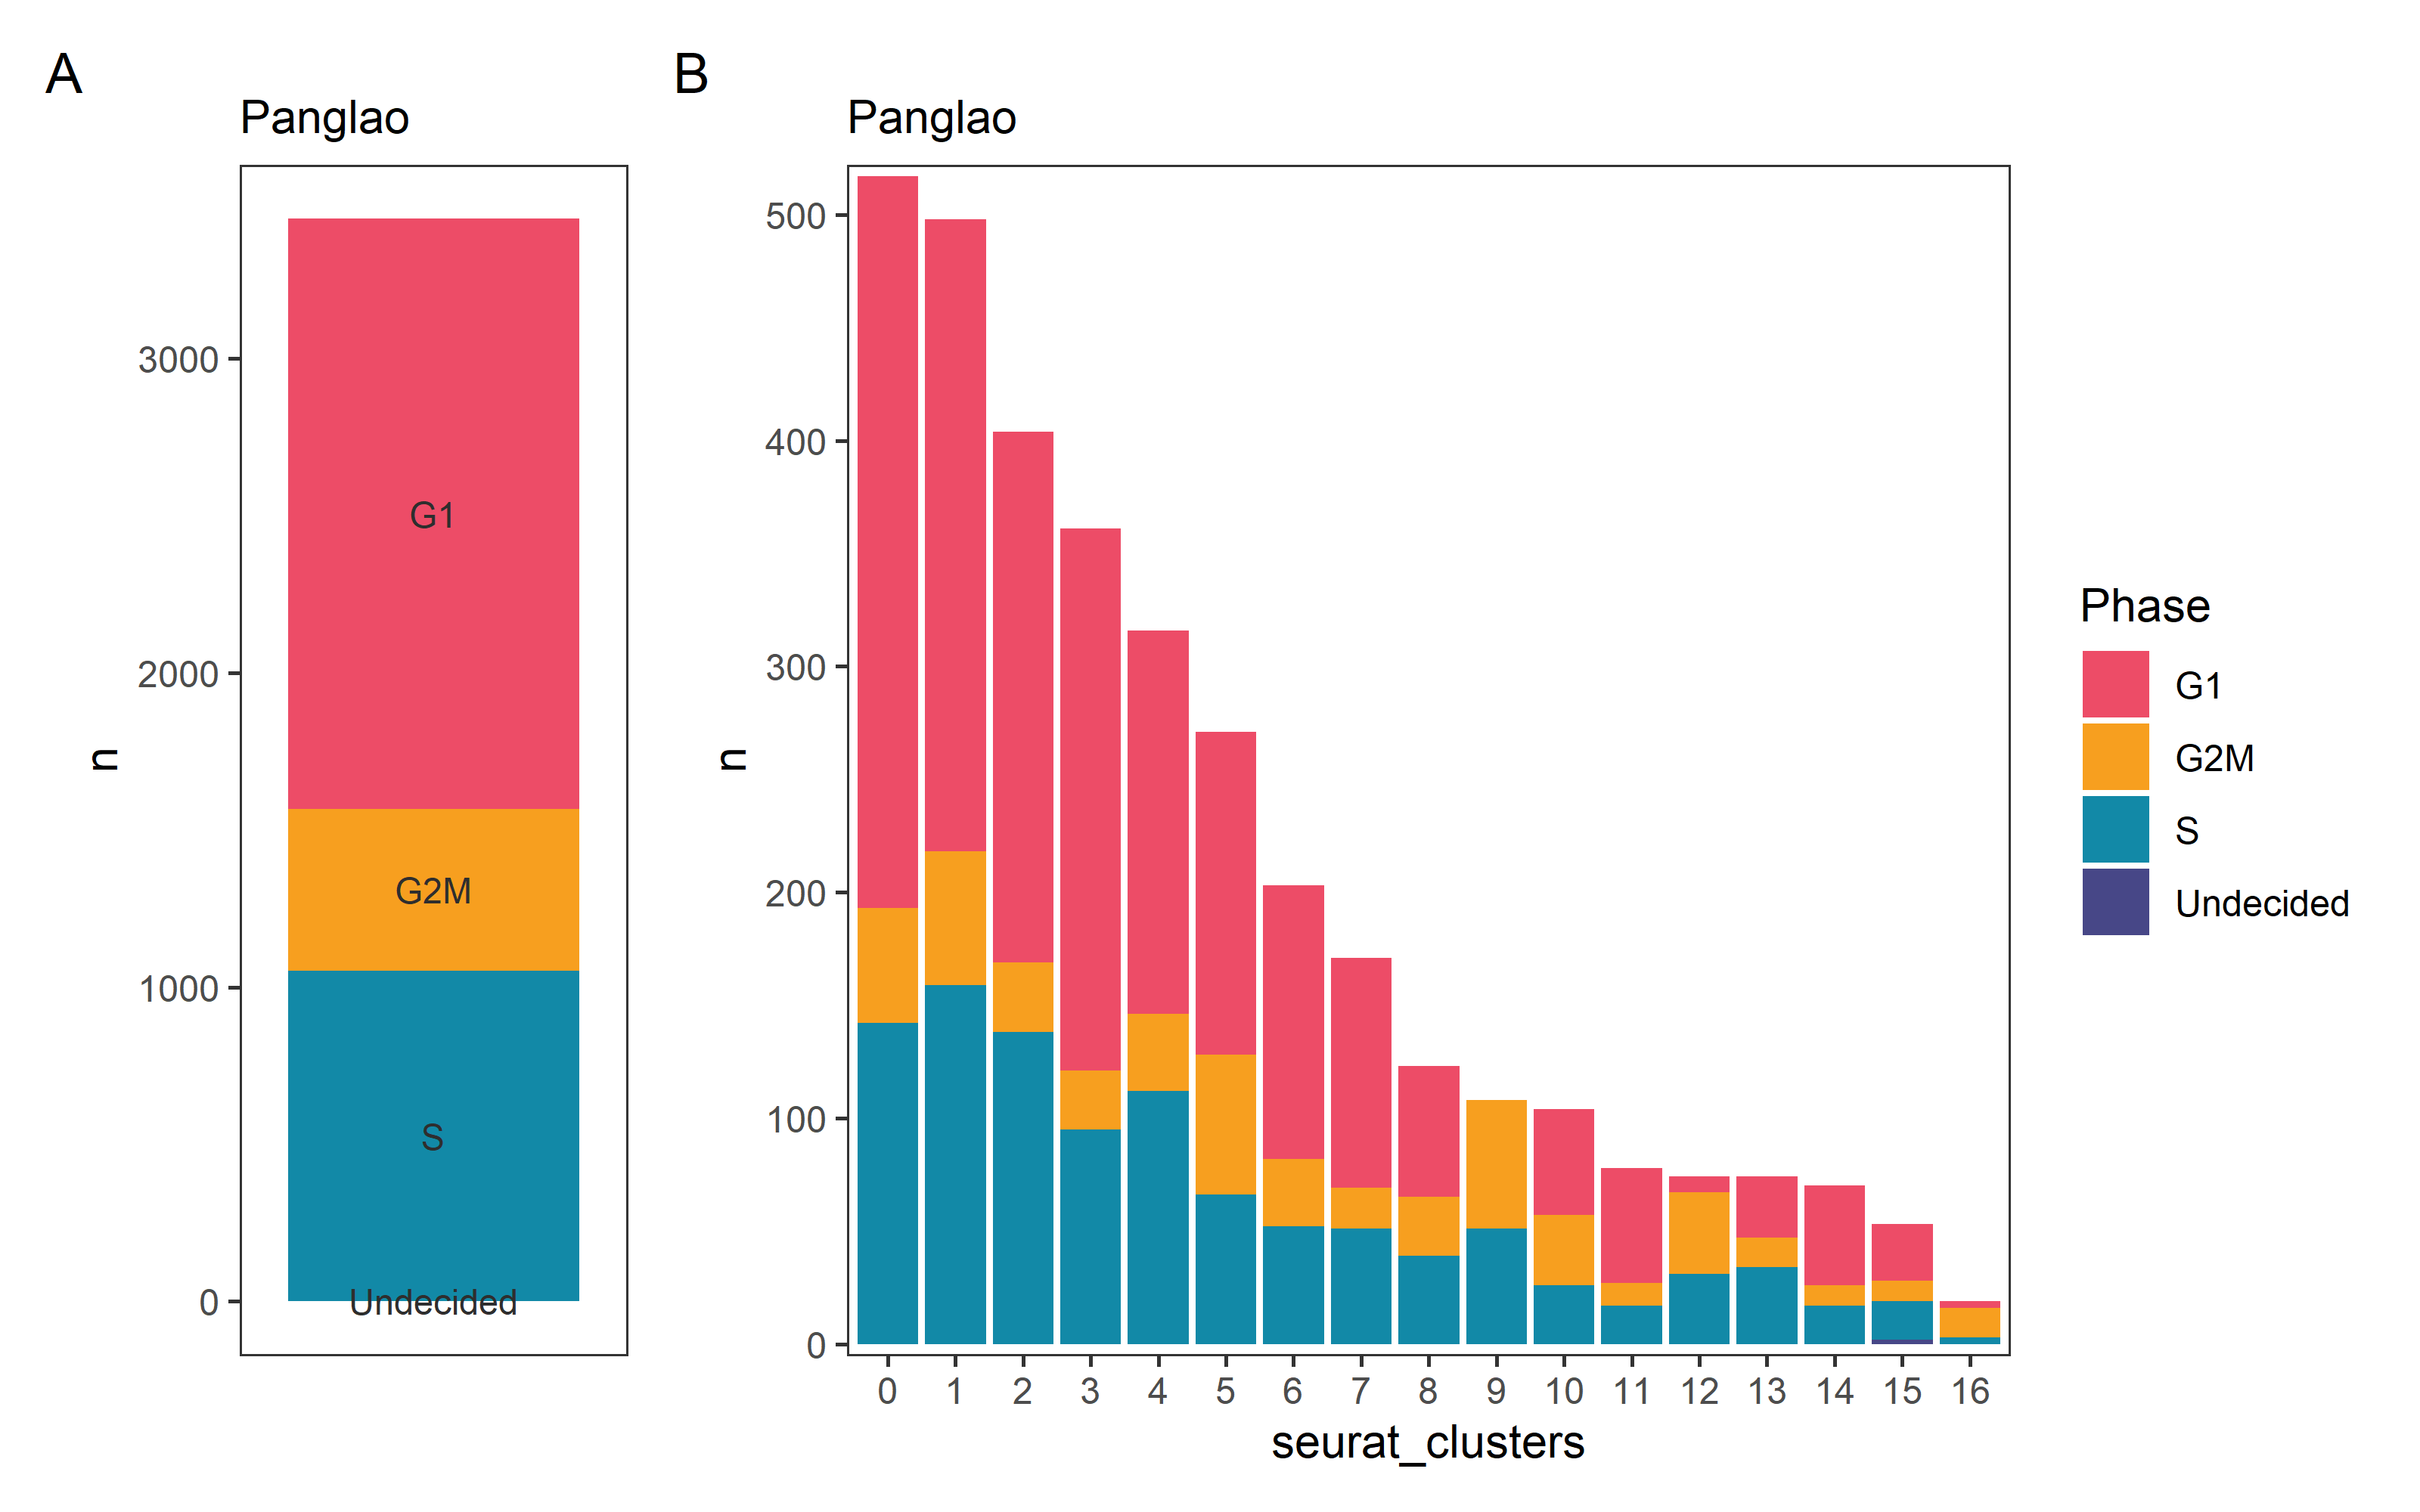 A
Panglao
3000
2000
1000
0
n
G1
G2M
S
Undecided
B
Panglao
500
400
300
200
100
0
n
0 1 2 3 4 5 6 7 8 9 10 11 12 13 14 15 16
seurat_clusters
Phase
G1
G2M
S
Undecided